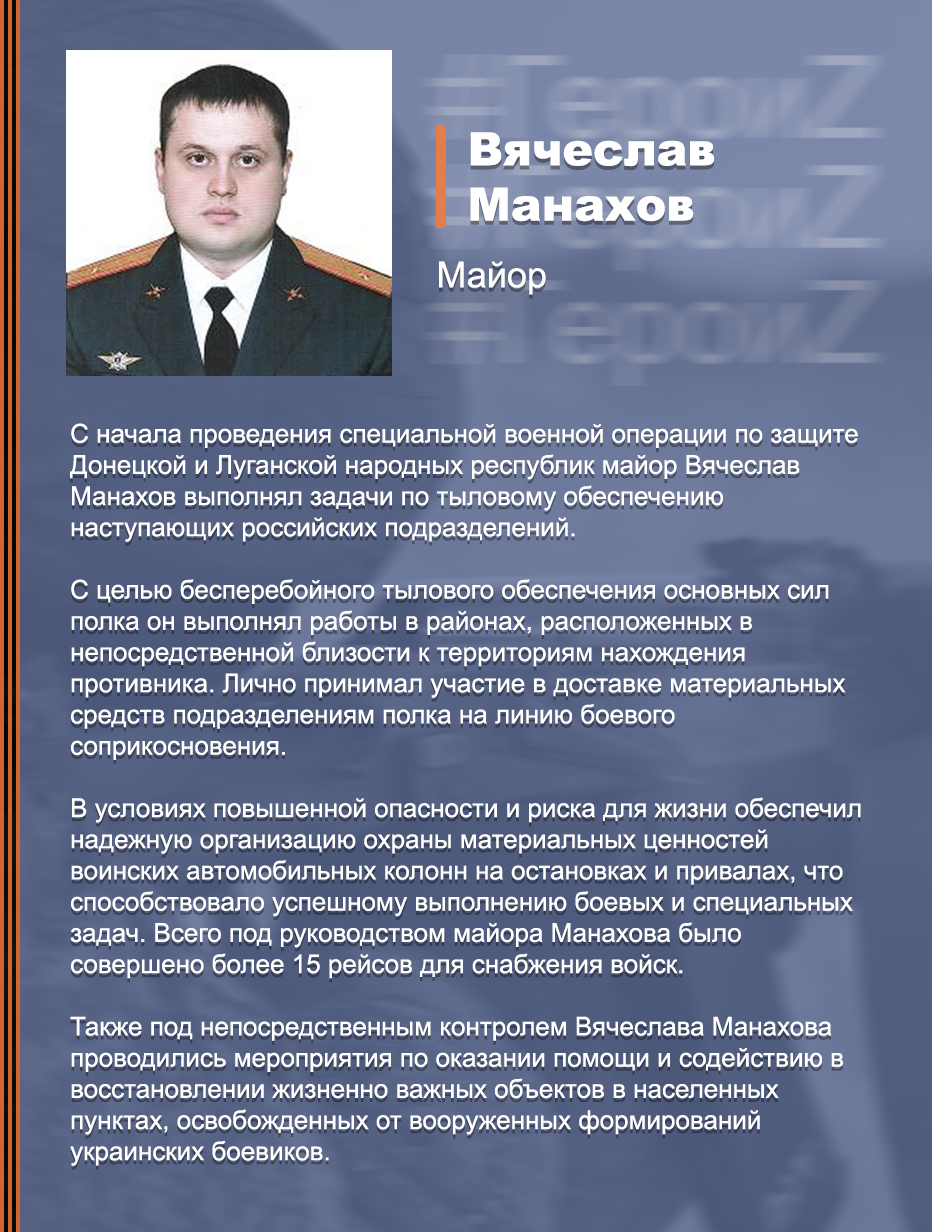 #ГероиZ
Вячеслав
Манахов
#ГероиZ
Майор
#ГероиZ
С начала проведения специальной военной операции по защите
Донецкой и Луганской народных республик майор Вячеслав
Манахов выполнял задачи по тыловому обеспечению
наступающих российских подразделений.
С целью бесперебойного тылового обеспечения основных сил
полка он выполнял работы в районах, расположенных в
непосредственной близости к территориям нахождения
противника. Лично принимал участие в доставке материальных
средств подразделениям полка на линию боевого
соприкосновения.
В условиях повышенной опасности и риска для жизни обеспечил
надежную организацию охраны материальных ценностей
воинских автомобильных колонн на остановках и привалах, что
способствовало успешному выполнению боевых и специальных
задач. Всего под руководством майора Манахова было
совершено более 15 рейсов для снабжения войск.
Также под непосредственным контролем Вячеслава Манахова
проводились мероприятия по оказании помощи и содействию в
восстановлении жизненно важных объектов в населенных
пунктах, освобожденных от вооруженных формирований
украинских боевиков.